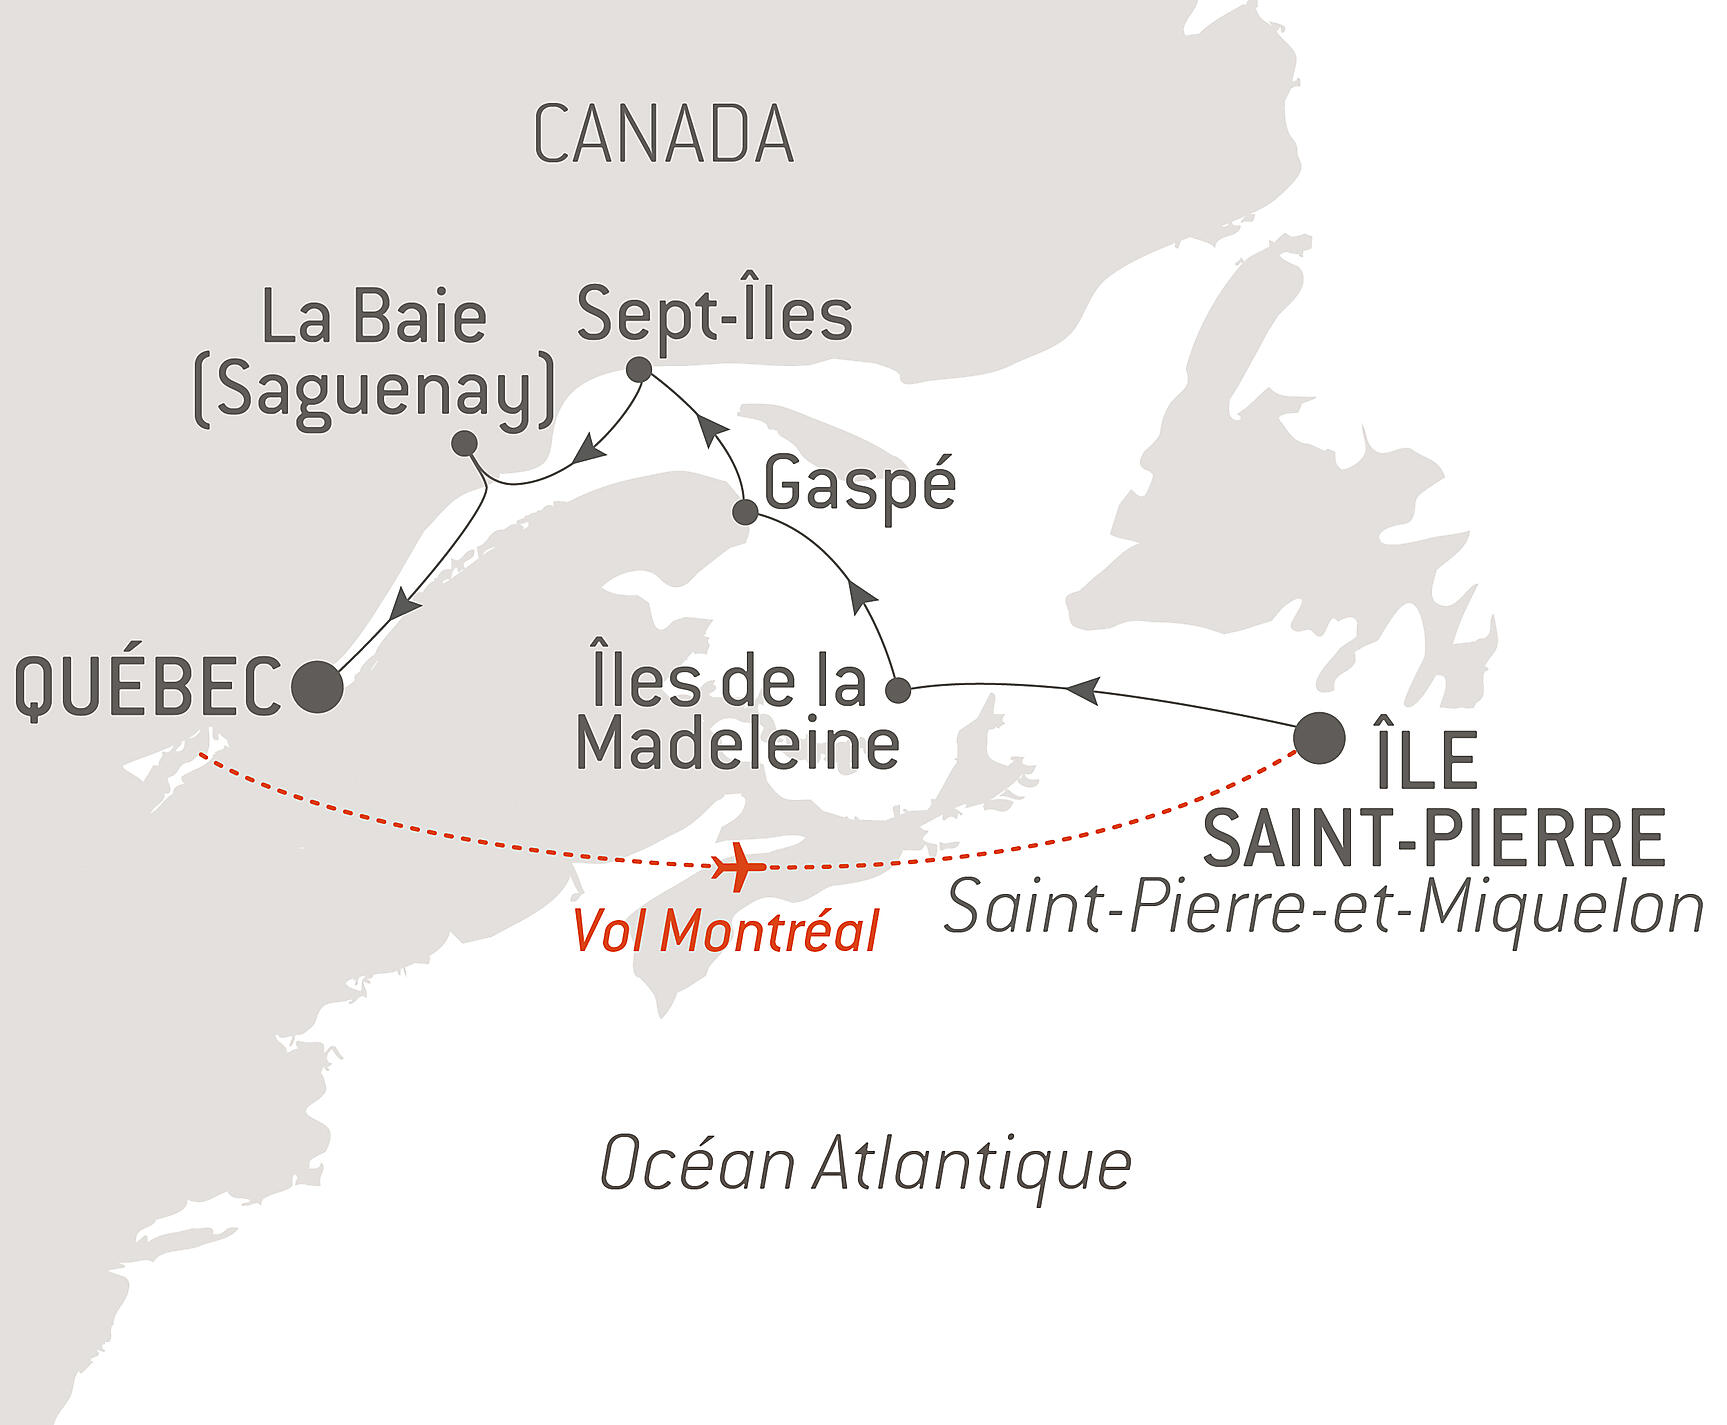 CANADA
La Baie
(Saguenay)
Sept-Îles
Gaspé
QUÉBEC
Îles de la
Madeleine
ÎLE
SAINT-PIERRE
Saint-Pierre-et-Miquelon
Vol Montréal
Océan Atlantique